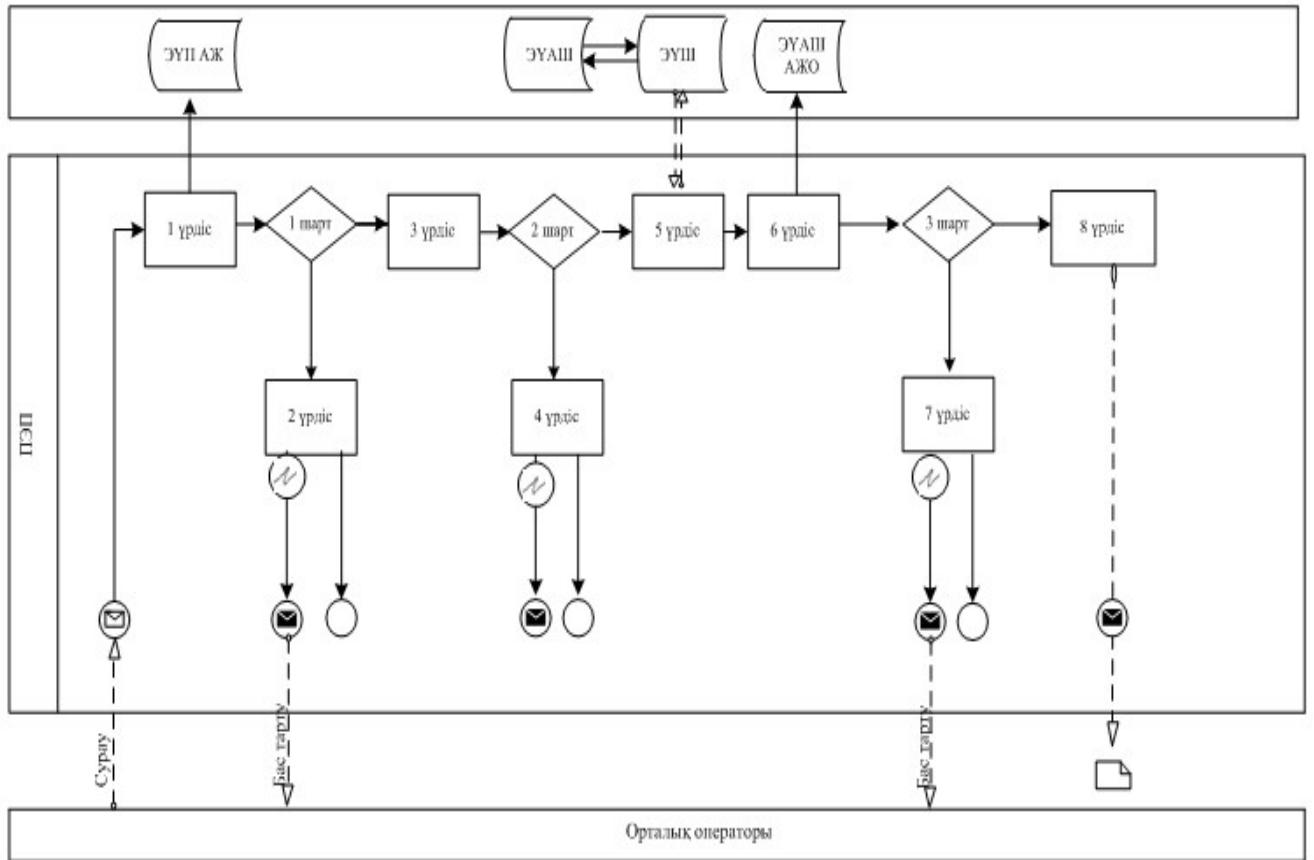 ЭҮП АЖ
ЭҮАШ
ЭҮШ
ЭҮАШ
АЖО
1 үрдіс
1 шарт
3 үрдіс
2 шарт
5 үрдіс
6 үрдіс
3 шарт
8 үрдіс
2 үрдіс
4 үрдіс
7 үрдіс
ПЭП
Сурау
Бас тарту
Бас тарту
Орталық операторы